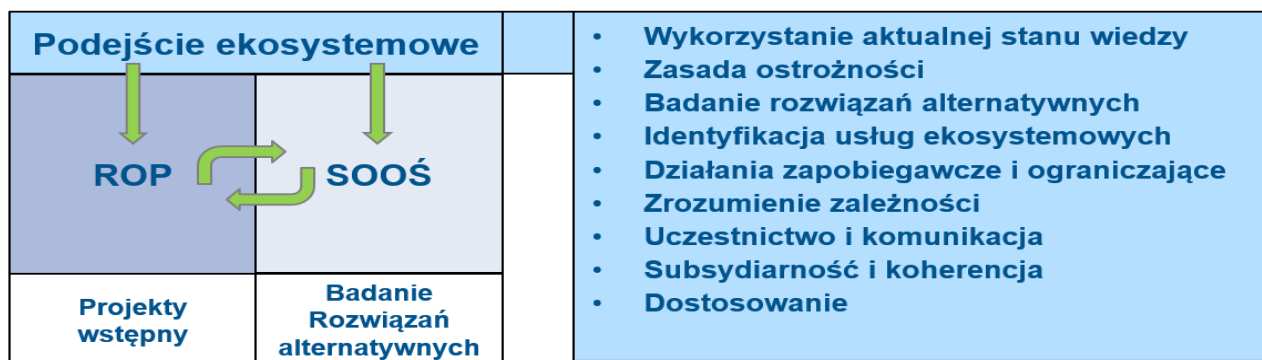 Podejście ekosystemowe
ROP
SOOŚ
Projekty
wstępny
Badanie
Rozwiązań
alternatywnych
• Wykorzystanie aktualnej stanu wiedzy
• Zasada ostrożności
• Badanie rozwiązań alternatywnych
• Identyfikacja usług ekosystemowych
• Działania zapobiegawcze i ograniczające
• Zrozumienie zależności
• Uczestnictwo i komunikacja
• Subsydiarność i koherencja
• Dostosowanie